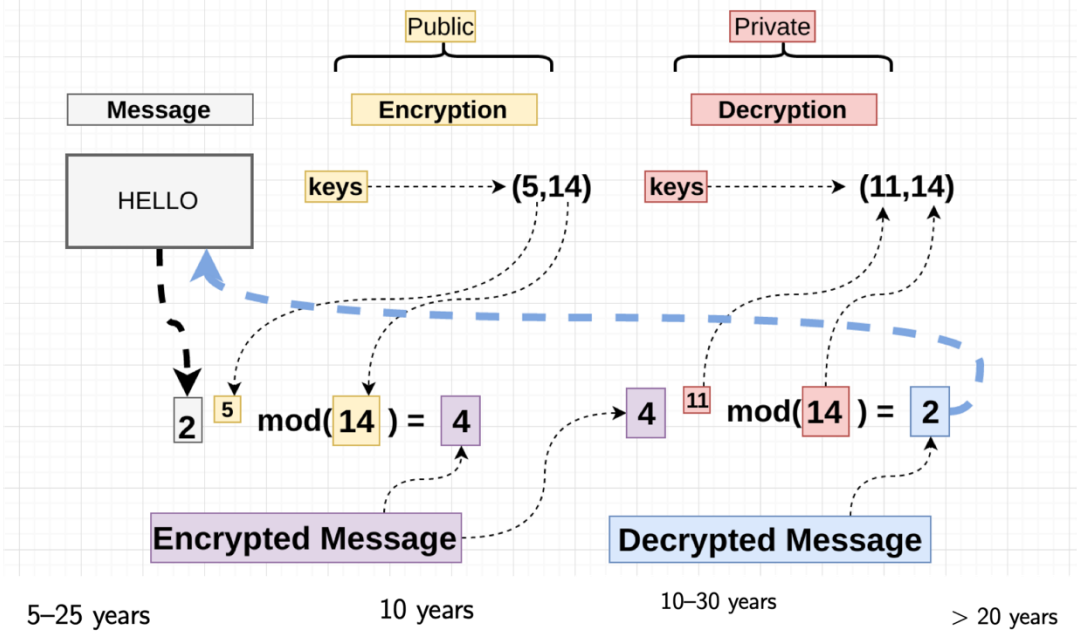 Public
Private
Message
Encryption
Decryption
HELLO
keys
(5,14)
keys
(11,14)
2 5 mod( 14 ) = 4
4 11 mod( 14 ) = 2
Encrypted Message
Decrypted Message
5–25 years
10 years
10–30 years
> 20 years